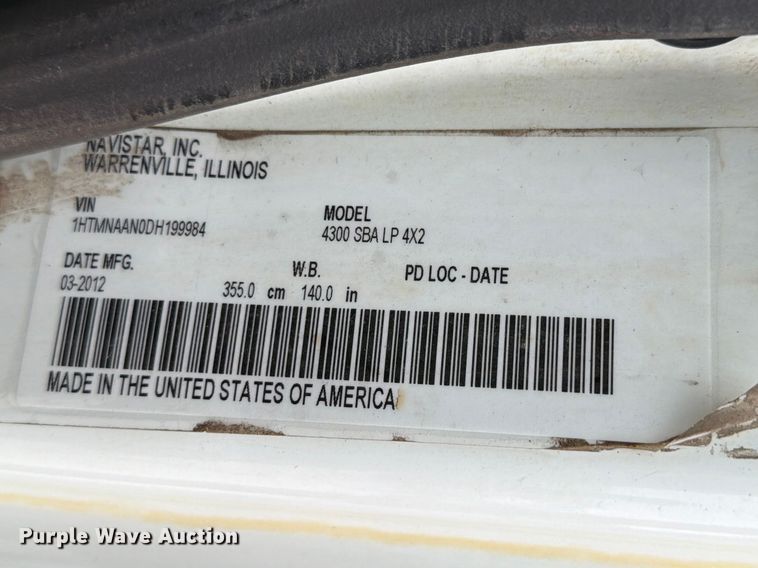 NAVISTAR, INC.
WARRENVILLE, ILLINOIS
VIN
1HTMNAAN0DH199984
MODEL
4300 SBA LP 4X2
DATE MFG.
03-2012
W.B.
355.0 cm 140.0 in
PD LOC - DATE
MADE IN THE UNITED STATES OF AMERICA
Purple Wave Auction